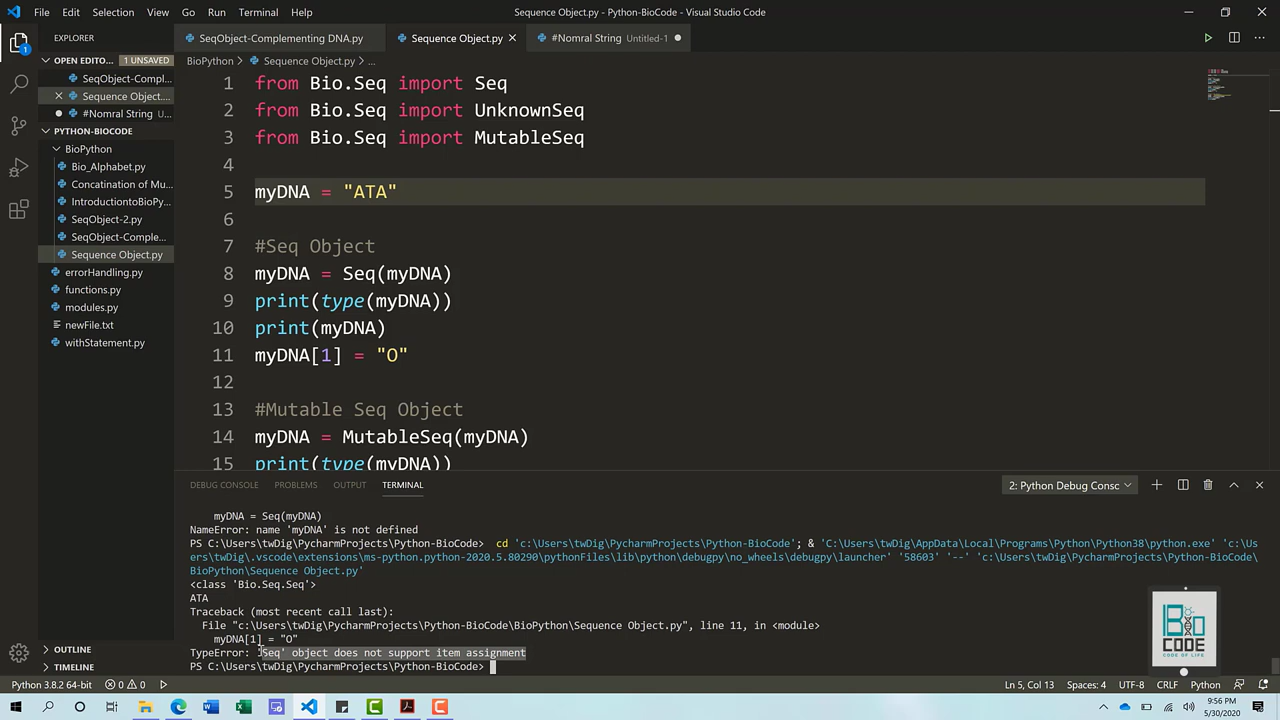 File Edit Selection View Go Run Terminal Help
Sequence Object.py - Python-BioCode - Visual Studio Code
EXPLORER
OPEN EDITO... 1 UNSAVED
SeqObject-Compl...
Sequence Object....
#Nomral String U...
PYTHON-BIOCODE
BioPython
Bio_Alphabet.py
Concatination of Mu...
IntroductiontoBioPy...
SeqObject-2.py
SeqObject-Comple...
Sequence Object.py
errorHandling.py
functions.py
modules.py
newFile.txt
withStatement.py
OUTLINE
TIMELINE
SeqObject-Complementing DNA.py
Sequence Object.py
#Nomral String Untitled-1
BioPython > Sequence Object.py > ...
1 from Bio.Seq import Seq
2 from Bio.Seq import UnknownSeq
3 from Bio.Seq import MutableSeq
4
5 myDNA = "ATA"
6
7 #Seq Object
8 myDNA = Seq(myDNA)
9 print(type(myDNA))
10 print(myDNA)
11 myDNA[1] = "O"
12
13 #Mutable Seq Object
14 myDNA = MutableSeq(myDNA)
15 print(type(myDNA))
DEBUG CONSOLE PROBLEMS OUTPUT TERMINAL
2: Python Debug Consc
myDNA = Seq(myDNA)
NameError: name 'myDNA' is not defined
PS C:\Users\twDig\PycharmProjects\Python-BioCode> cd 'c:\Users\twDig\PycharmProjects\Python-BioCode'; & 'C:\Users\twDig\AppData\Local\Programs\Python\Python38\python.exe' 'c:\Us
ers\twDig\.vscode\extensions\ms-python.python-2020.5.80290\pythonFiles\lib\python\debugpy\no_wheels\debugpy\launcher' '58603' '--' 'c:\Users\twDig\PycharmProjects\Python-BioCode\
BioPython\Sequence Object.py'
<class 'Bio.Seq.Seq'>
ATA
Traceback (most recent call last):
File "c:\Users\twDig\PycharmProjects\Python-BioCode\BioPython\Sequence Object.py", line 11, in <module>
myDNA[1] = "O"
TypeError: 'Seq' object does not support item assignment
PS C:\Users\twDig\PycharmProjects\Python-BioCode>
BiO
CODE OF LIFE
Python 3.8.2 64-bit 0 0
Ln 5, Col 13 Spaces: 4 UTF-8 CRLF Python
9:56 PM
5/30/2020